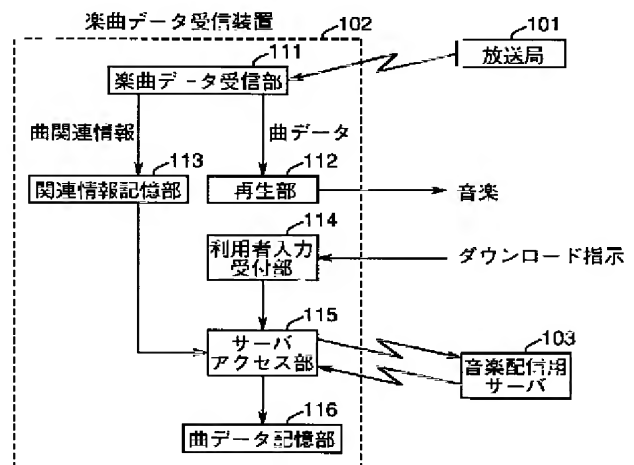 楽曲データ受信装置
102
101
放送局
111
楽曲データ受信部
曲関連情報
曲データ
113
関連情報記憶部
112
再生部
音楽
114
利用者入力
受付部
ダウンロード指示
115
サーバ
アクセス部
103
音楽配信用
サーバ
116
曲データ記憶部